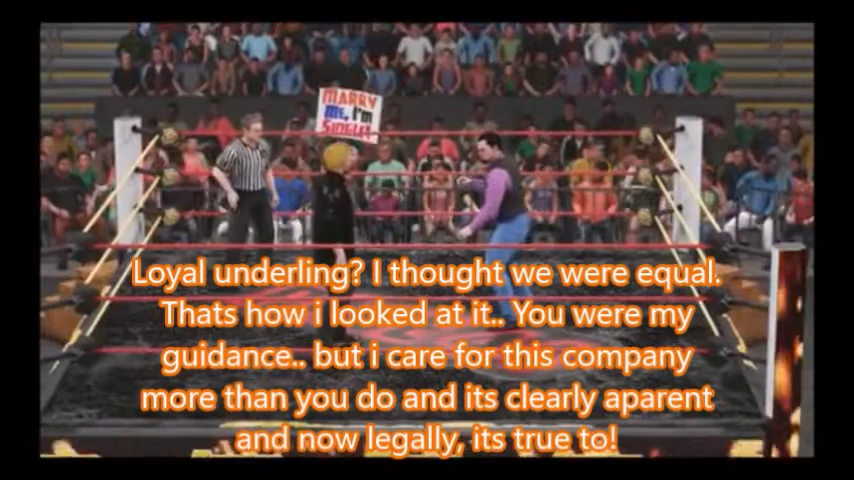 MARRY
ME, I'M
SINGLE!
Loyal underling? I thought we were equal.
Thats how i looked at it.. You were my
guidance.. but i care for this company
more than you do and its clearly aparent
and now legally, its true to!